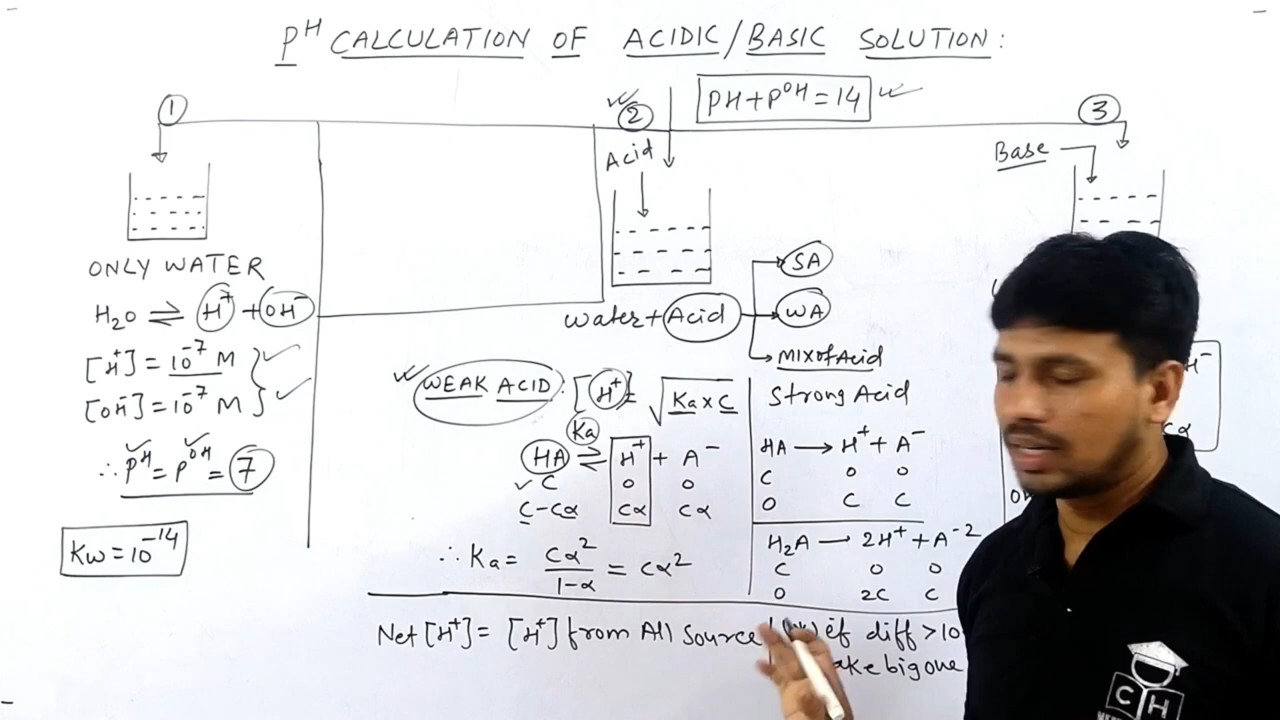 PH CALCULATION OF ACIDIC/BASIC SOLUTION:
PH+POH=14
①
②
③
Acid
Base
ONLY WATER
H₂O ⇌ H⁺ + OH⁻
[H⁺] = 10⁻⁷ M
[OH⁻] = 10⁻⁷ M
∴ PH = POH = 7
Kw = 10⁻¹⁴
Water + Acid
SA
WA
MIX of Acid
WEAK ACID : [H⁺] = √Ka × C
Ka
HA ⇌ H⁺ + A⁻
C 0 0
C-Cα Cα Cα
∴ Ka = Cα²/1-α = Cα²
Strong Acid
HA → H⁺ + A⁻
C 0 0
0 C C
H₂A → 2H⁺ + A⁻²
C 0 0
0 2C C
H⁻
Cα
Net [H⁺] = [H⁺] from All Source if diff > 10
big one
CH